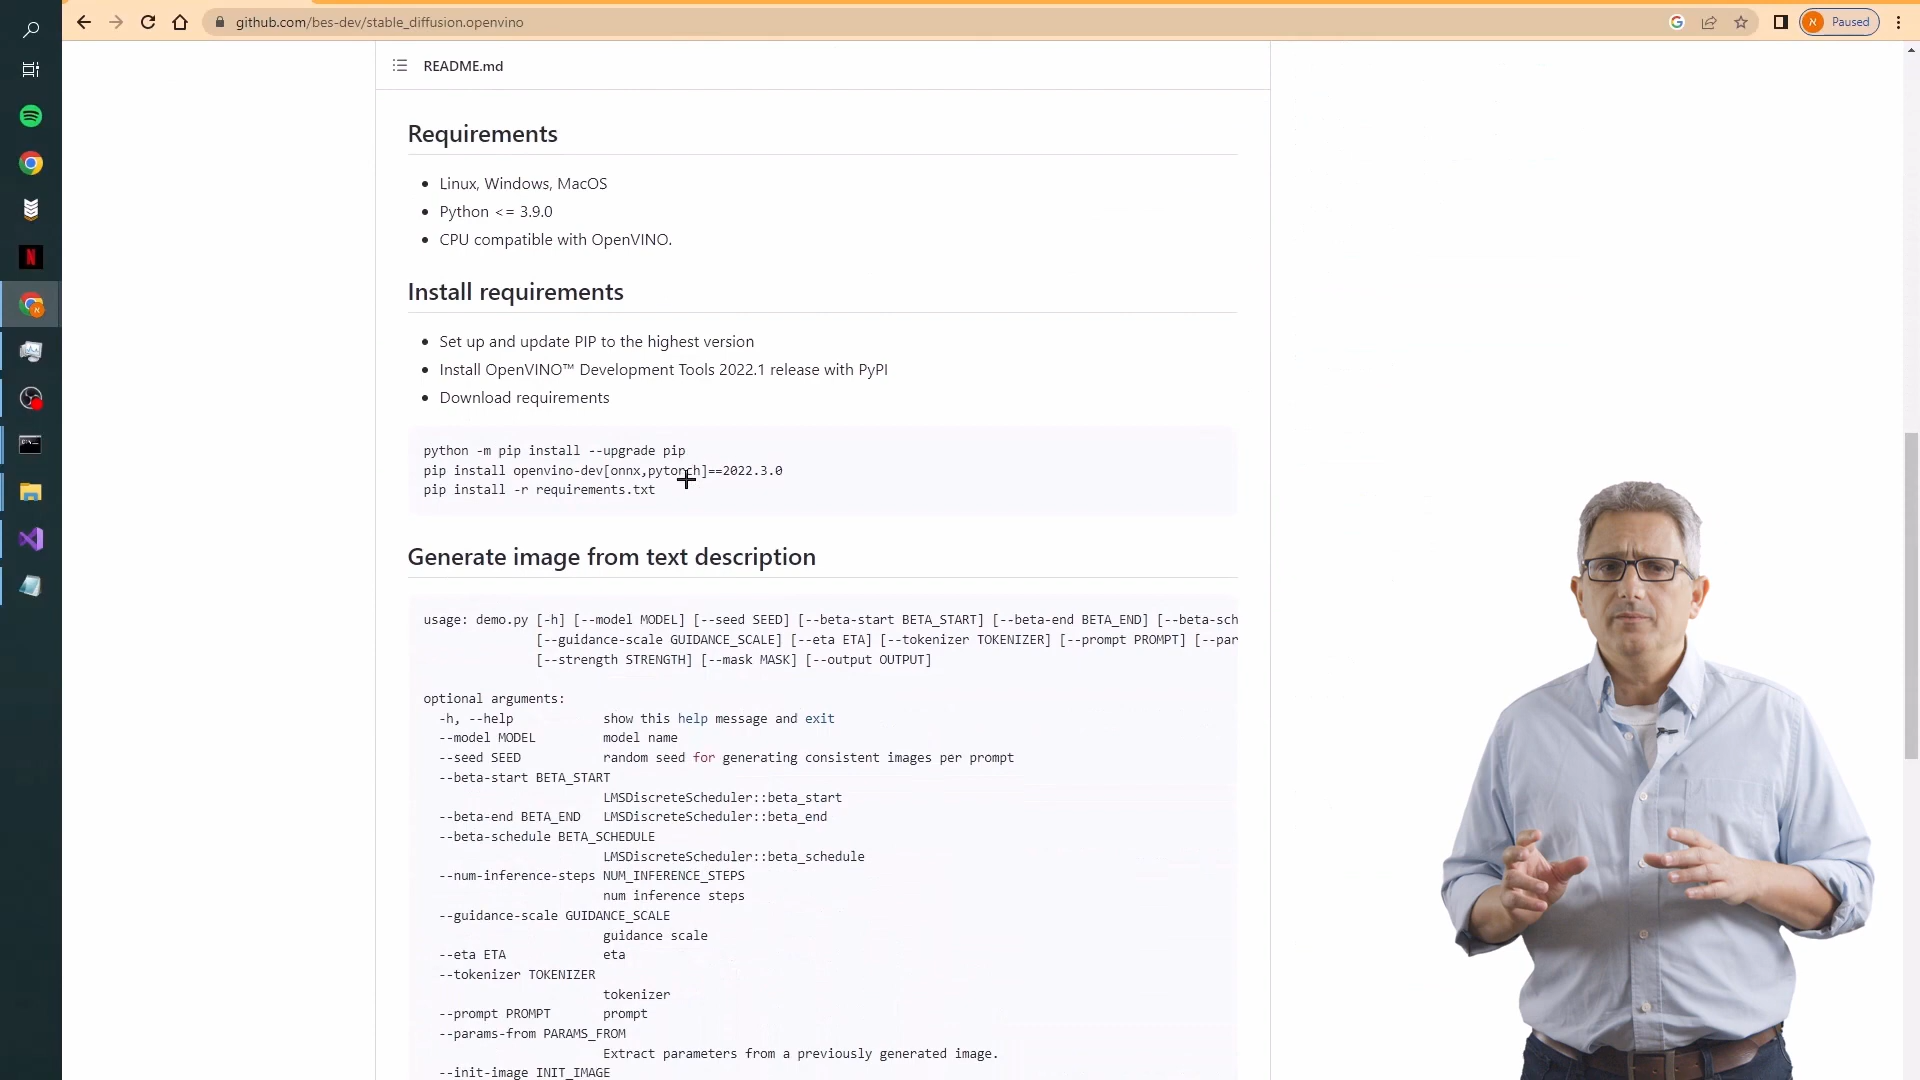 github.com/bes-dev/stable_diffusion.openvino
Paused
README.md
Requirements
Linux, Windows, MacOS
Python <= 3.9.0
CPU compatible with OpenVINO.
Install requirements
Set up and update PIP to the highest version
Install OpenVINO™ Development Tools 2022.1 release with PyPI
Download requirements
python -m pip install --upgrade pip
pip install openvino-dev[onnx,pytorch]==2022.3.0
pip install -r requirements.txt
Generate image from text description
usage: demo.py [-h] [--model MODEL] [--seed SEED] [--beta-start BETA_START] [--beta-end BETA_END] [--beta-sch
[--guidance-scale GUIDANCE_SCALE] [--eta ETA] [--tokenizer TOKENIZER] [--prompt PROMPT] [--par
[--strength STRENGTH] [--mask MASK] [--output OUTPUT]
optional arguments:
-h, --help show this help message and exit
--model MODEL model name
--seed SEED random seed for generating consistent images per prompt
--beta-start BETA_START
LMSDiscreteScheduler::beta_start
--beta-end BETA_END LMSDiscreteScheduler::beta_end
--beta-schedule BETA_SCHEDULE
LMSDiscreteScheduler::beta_schedule
--num-inference-steps NUM_INFERENCE_STEPS
num inference steps
--guidance-scale GUIDANCE_SCALE
guidance scale
--eta ETA eta
--tokenizer TOKENIZER
tokenizer
--prompt PROMPT prompt
--params-from PARAMS_FROM
Extract parameters from a previously generated image.
--init-image INIT_IMAGE